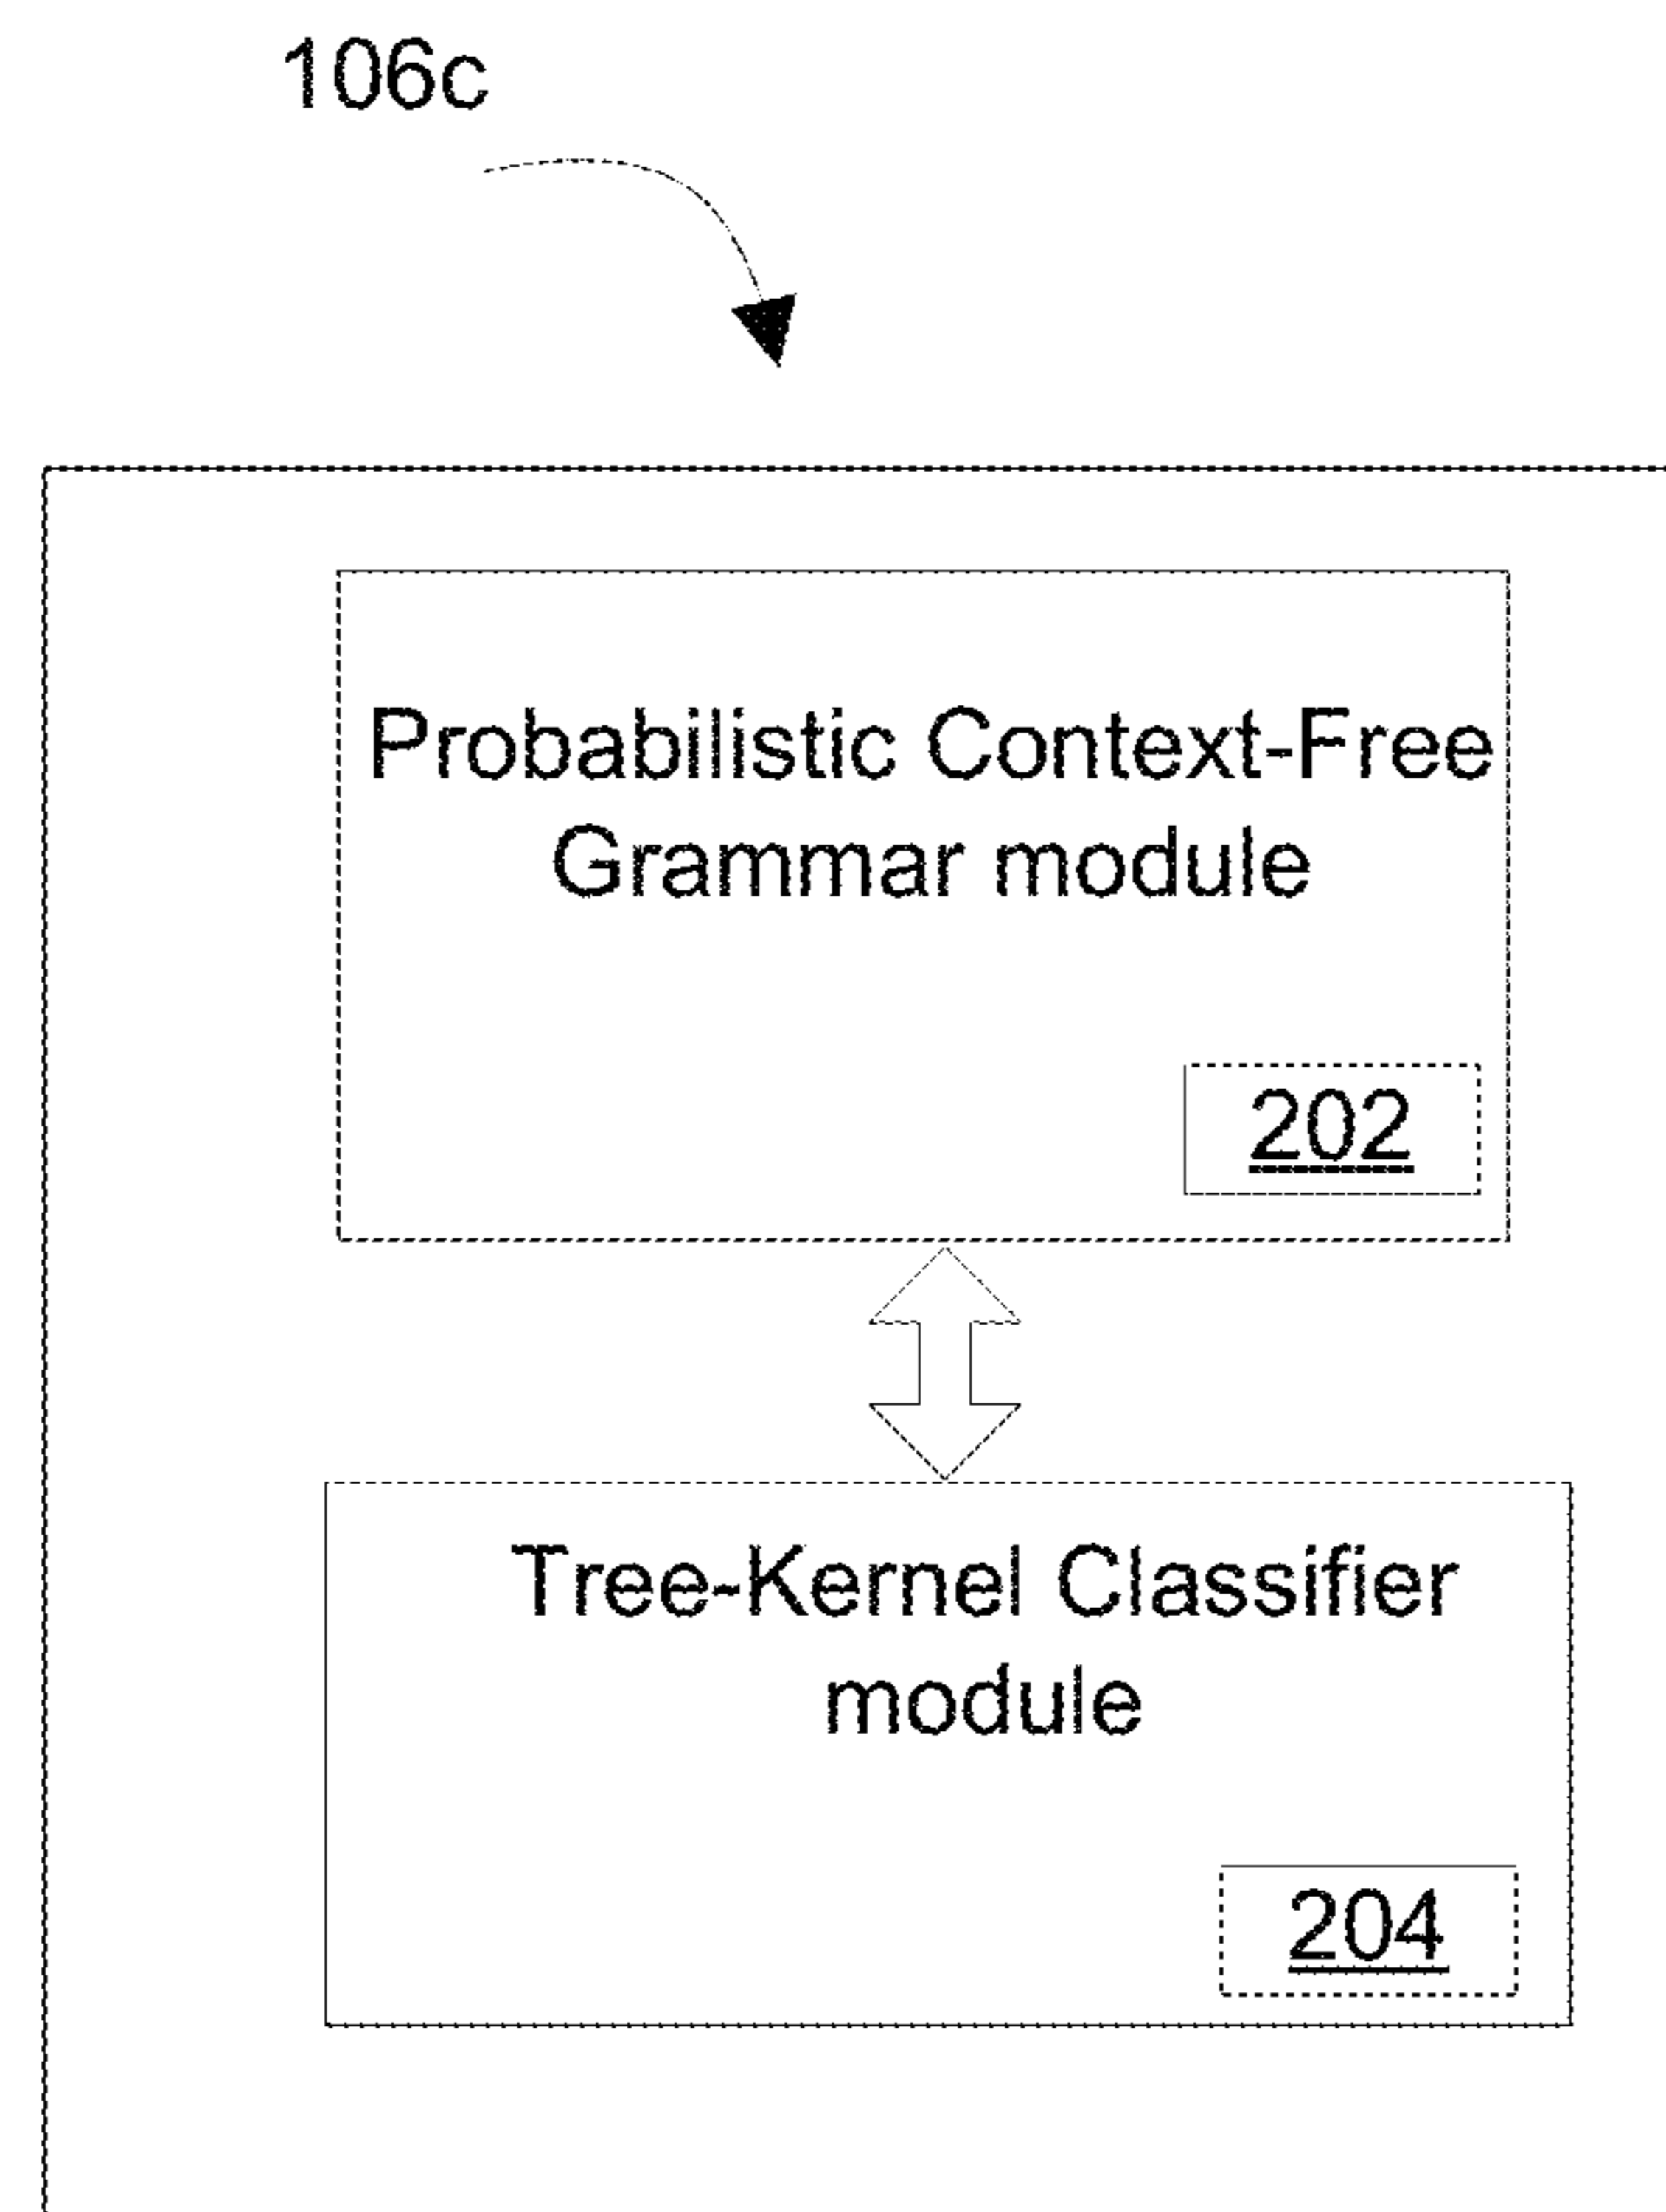 106c
Probabilistic Context-Free
Grammar module
202
Tree-Kernel Classifier
module
204